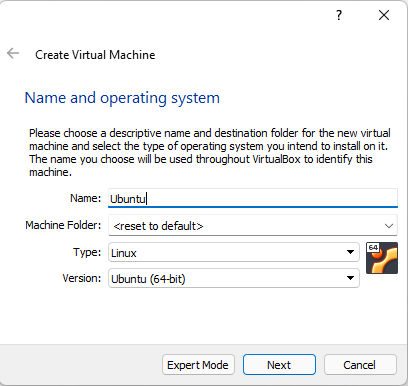 ?
Create Virtual Machine
Name and operating system
Please choose a descriptive name and destination folder for the new virtual
machine and select the type of operating system you intend to install on it.
The name you choose will be used throughout VirtualBox to identify this
machine.
Name: Ubuntu
Machine Folder: <reset to default>
Type: Linux
64
Version: Ubuntu (64-bit)
Expert Mode Next Cancel